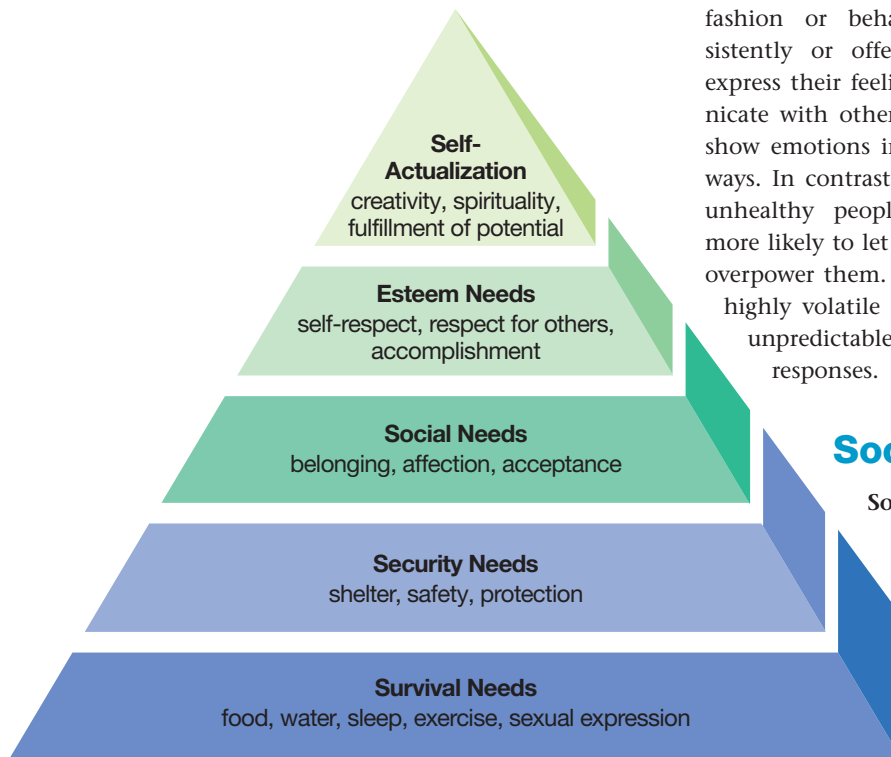 Self-
Actualization
creativity, spirituality,
fulfillment of potential
Esteem Needs
self-respect, respect for others,
accomplishment
Social Needs
belonging, affection, acceptance
Security Needs
shelter, safety, protection
Survival Needs
food, water, sleep, exercise, sexual expression
fashion or beha
sistently or offe
express their feeli
nicate with other
show emotions in
ways. In contrast
unhealthy peopl
more likely to let
overpower them.
highly volatile
unpredictable
responses.
Soc
So